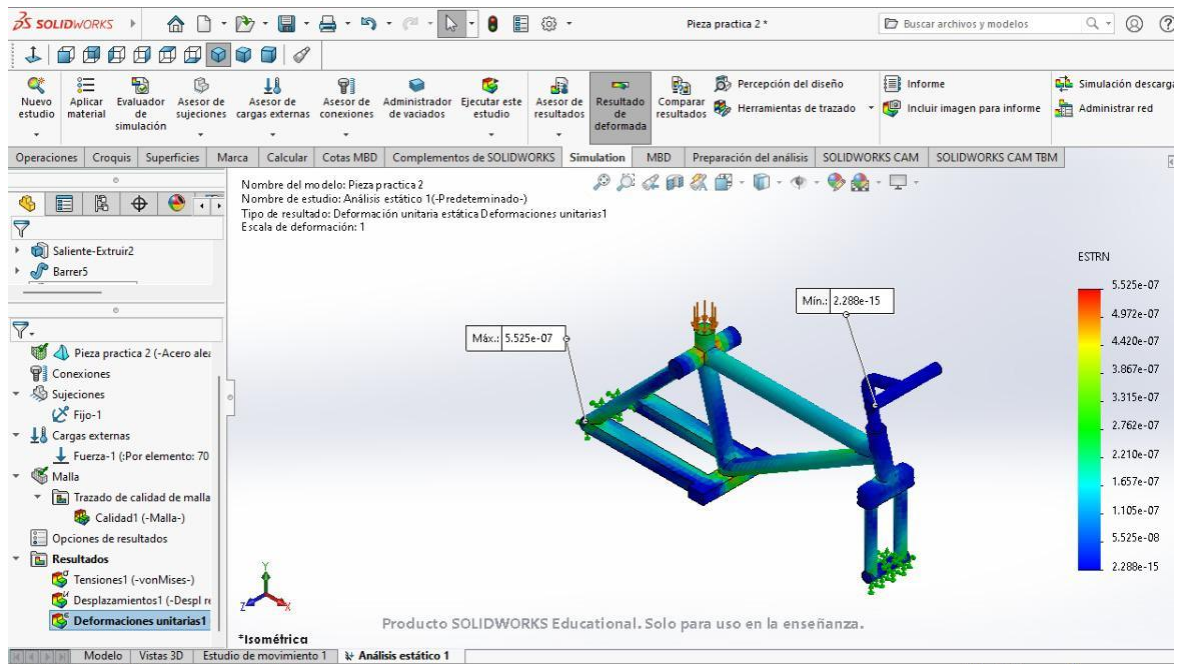 SOLIDWORKS
Pieza practica 2 *
Buscar archivos y modelos
Nuevo estudio
Aplicar material
Evaluador de simulación
Asesor de sujeciones
Asesor de cargas externas
Asesor de conexiones
Administrador de vaciados
Ejecutar este estudio
Asesor de resultados
Resultado de deformada
Comparar resultados
Percepción del diseño
Herramientas de trazado
Informe
Incluir imagen para informe
Simulación descarga
Administrar red
Operaciones
Croquis
Superficies
Marca
Calcular
Cotas MBD
Complementos de SOLIDWORKS
Simulation
MBD
Preparación del análisis
SOLIDWORKS CAM
SOLIDWORKS CAM TBM
Nombre del modelo: Pieza practica 2
Nombre de estudio: Análisis estático 1(-Predeterminado-)
Tipo de resultado: Deformación unitaria estática Deformaciones unitarias1
Escala de deformación: 1
Saliente-Extruir2
Barrer5
Pieza practica 2 (-Acero alea
Conexiones
Sujeciones
Fijo-1
Cargas externas
Fuerza-1 (:Por elemento: 70
Malla
Trazado de calidad de malla
Calidad1 (-Malla-)
Opciones de resultados
Resultados
Tensiones1 (-vonMises-)
Desplazamientos1 (-Despl re
Deformaciones unitarias1
Máx.: 5.525e-07
Mín.: 2.288e-15
ESTRN
5.525e-07
4.972e-07
4.420e-07
3.867e-07
3.315e-07
2.762e-07
2.210e-07
1.657e-07
1.105e-07
5.525e-08
2.288e-15
Y
Z
X
*Isométrica
Producto SOLIDWORKS Educational. Solo para uso en la enseñanza.
Modelo
Vistas 3D
Estudio de movimiento 1
Análisis estático 1